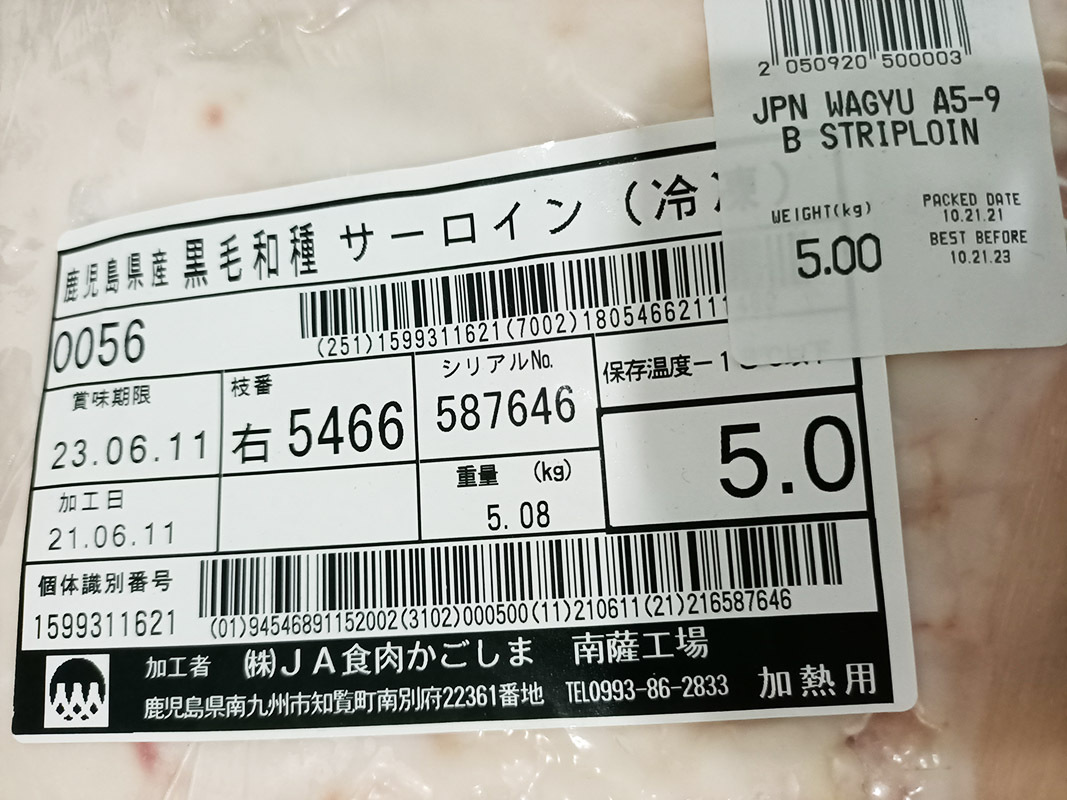 2 050920 500003
JPN WAGYU A5-9
B STRIPLOIN
WEIGHT(kg)
5.00
PACKED DATE
10.21.21
BEST BEFORE
10.21.23
鹿児島県産 黒毛和種 サーロイン (冷凍)
0056
(251)1599311621(7002)18054662111
賞味期限
23.06.11
枝番
右 5466
シリアルNo.
587646
保存温度-18℃以下
加工日
21.06.11
重量 (kg)
5.08
5.0
個体識別番号
1599311621
(01)94546891152002(3102)000500(11)210611(21)216587646
加工者 ㈱JA食肉かごしま 南薩工場
鹿児島県南九州市知覧町南別府22361番地 TEL0993-86-2833
加熱用